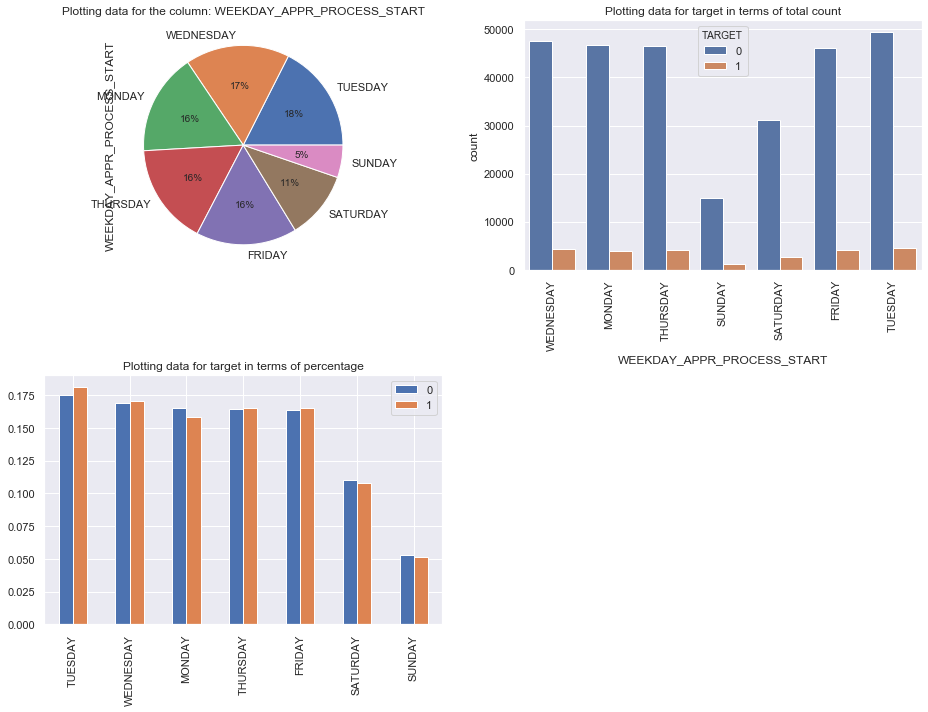 Plotting data for the column: WEEKDAY_APPR_PROCESS_START
WEEKDAY_APPR_PROCESS_START
WEDNESDAY
TUESDAY
MONDAY
THURSDAY
FRIDAY
SATURDAY
SUNDAY
17%
18%
16%
16%
16%
11%
5%
Plotting data for target in terms of total count
TARGET
0
1
count
50000
40000
30000
20000
10000
0
WEDNESDAY
MONDAY
THURSDAY
SUNDAY
SATURDAY
FRIDAY
TUESDAY
WEEKDAY_APPR_PROCESS_START
Plotting data for target in terms of percentage
0
1
0.175
0.150
0.125
0.100
0.075
0.050
0.025
0.000
TUESDAY
WEDNESDAY
MONDAY
THURSDAY
FRIDAY
SATURDAY
SUNDAY